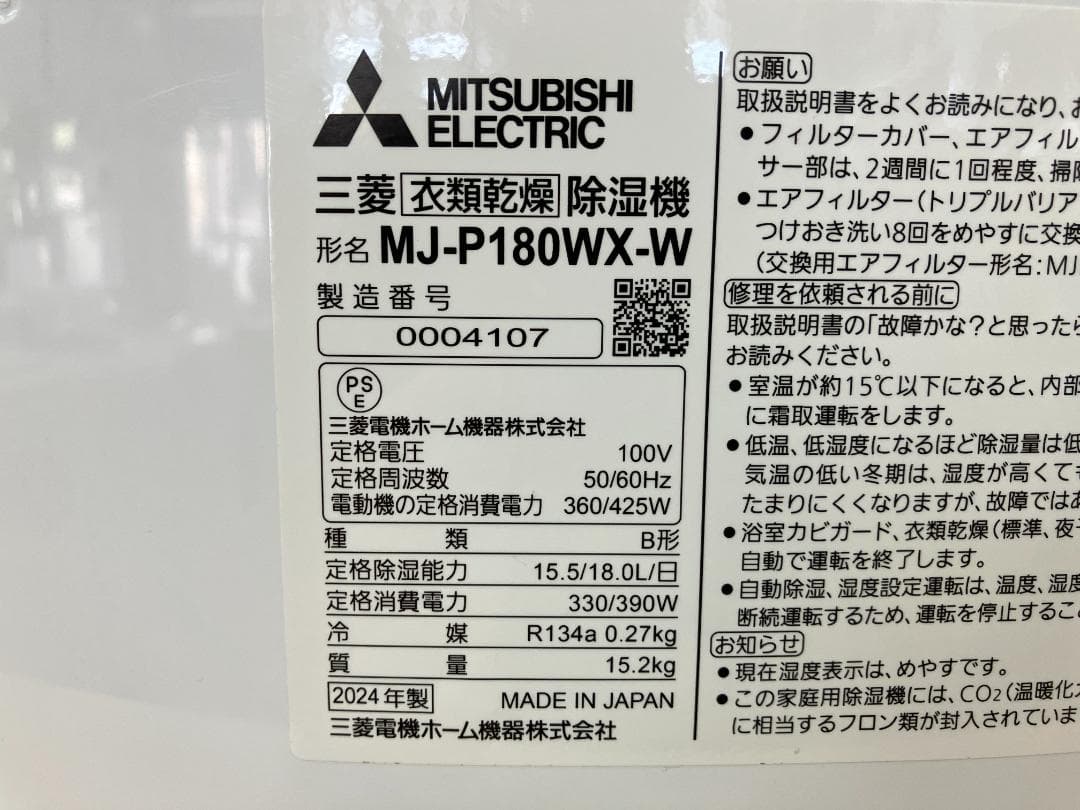 MITSUBISHI
ELECTRIC
三菱 衣類乾燥 除湿機
形名 MJ-P180WX-W
製造番号
0004107
PS
E
三菱電機ホーム機器株式会社
定格電圧 100V
定格周波数 50/60Hz
電動機の定格消費電力 360/425W
種類 B形
定格除湿能力 15.5/18.0L/日
定格消費電力 330/390W
冷媒 R134a 0.27kg
質量 15.2kg
2024年製 MADE IN JAPAN
三菱電機ホーム機器株式会社
お願い
取扱説明書をよくお読みになり、お
●フィルターカバー、エアフィル
サー部は、2週間に1回程度、掃除
●エアフィルター(トリプルバリア
つけおき洗い8回をめやすに交換
(交換用エアフィルター形名:MJ
修理を依頼される前に
取扱説明書の「故障かな?と思ったら
お読みください。
●室温が約15℃以下になると、内部
に霜取運転をします。
●低温、低湿度になるほど除湿量は低
気温の低い冬期は、湿度が高くても
たまりにくくなりますが、故障ではあ
●浴室カビガード、衣類乾燥(標準、夜
自動で運転を終了します。
●自動除湿、湿度設定運転は、温度、湿度
断続運転するため、運転を停止するこ
お知らせ
●現在湿度表示は、めやすです。
●この家庭用除湿機には、CO2(温暖化
に相当するフロン類が封入されていま